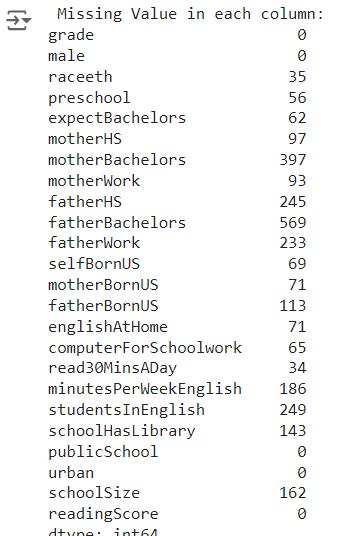 Missing Value in each column:
grade 0
male 0
raceeth 35
preschool 56
expectBachelors 62
motherHS 97
motherBachelors 397
motherWork 93
fatherHS 245
fatherBachelors 569
fatherWork 233
selfBornUS 69
motherBornUS 71
fatherBornUS 113
englishAtHome 71
computerForSchoolwork 65
read30MinsADay 34
minutesPerWeekEnglish 186
studentsInEnglish 249
schoolHasLibrary 143
publicSchool 0
urban 0
schoolSize 162
readingScore 0
dtype: int64